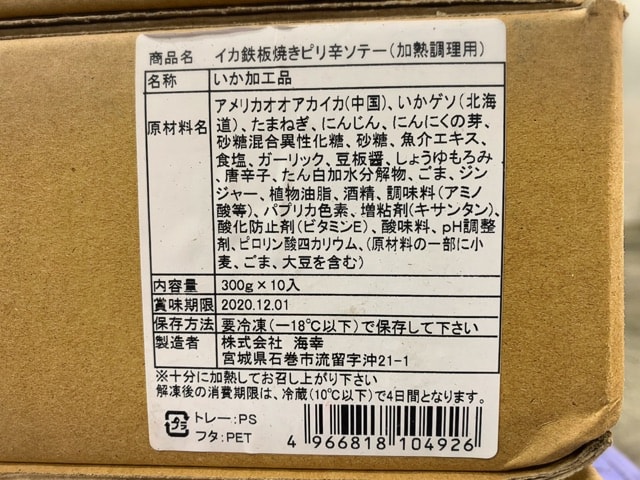 商品名 イカ鉄板焼きピリ辛ソテー(加熱調理用)
名称 いか加工品
原材料名 アメリカオオアカイカ(中国)、いかゲソ(北海
道)、たまねぎ、にんじん、にんにくの芽、
砂糖混合異性化糖、砂糖、魚介エキス、
食塩、ガーリック、豆板醤、しょうゆもろみ、
唐辛子、たん白加水分解物、ごま、ジン
ジャー、植物油脂、酒精、調味料(アミノ
酸等)、パプリカ色素、増粘剤(キサンタン)、
酸化防止剤(ビタミンE)、酸味料、pH調整
剤、ピロリン酸四カリウム、(原材料の一部に小
麦、ごま、大豆を含む)
内容量 300g×10入
賞味期限 2020.12.01
保存方法 要冷凍(ー18℃以下)で保存して下さい
製造者 株式会社 海幸
宮城県石巻市流留字沖21-1
※十分に加熱してお召し上がり下さい
解凍後の消費期限は、冷蔵(10℃以下)で4日間となります。
プラ トレー:PS
フタ:PET
4 966818 104926